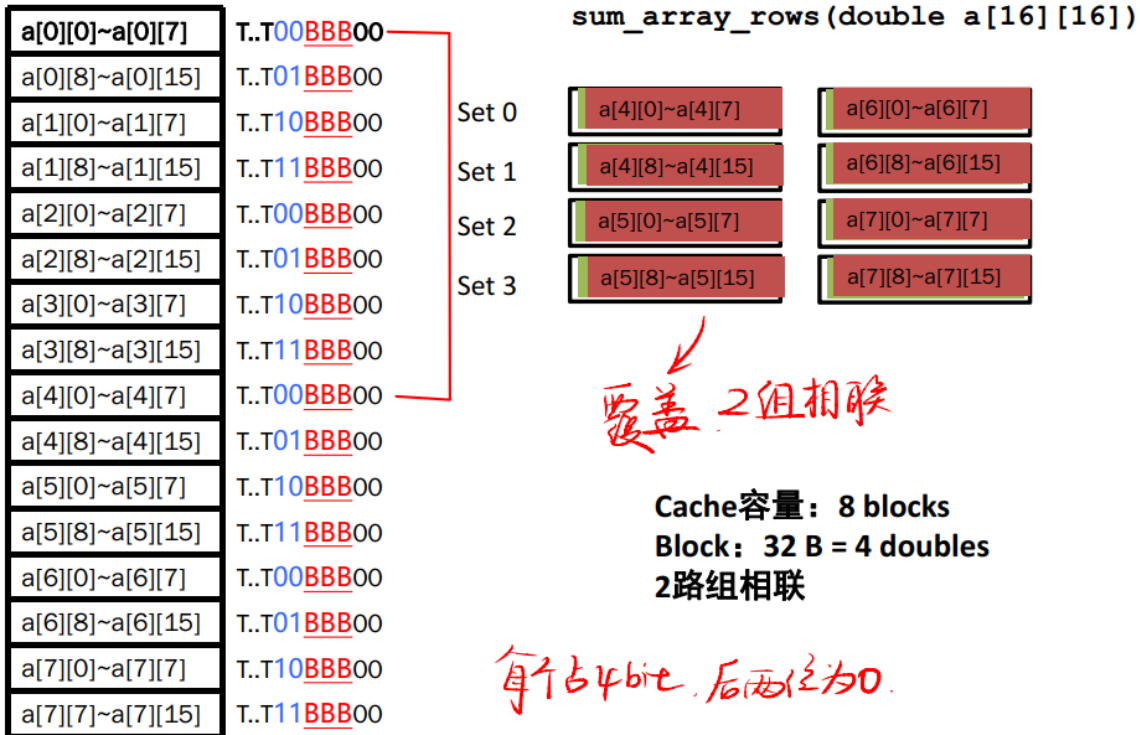 sum_array_rows(double a[16][16])
a[0][0]~a[0][7] T..T00BBB00
a[0][8]~a[0][15] T..T01BBB00
a[1][0]~a[1][7] T..T10BBB00
a[1][8]~a[1][15] T..T11BBB00
a[2][0]~a[2][7] T..T00BBB00
a[2][8]~a[2][15] T..T01BBB00
a[3][0]~a[3][7] T..T10BBB00
a[3][8]~a[3][15] T..T11BBB00
a[4][0]~a[4][7] T..T00BBB00
a[4][8]~a[4][15] T..T01BBB00
a[5][0]~a[5][7] T..T10BBB00
a[5][8]~a[5][15] T..T11BBB00
a[6][0]~a[6][7] T..T00BBB00
a[6][8]~a[6][15] T..T01BBB00
a[7][0]~a[7][7] T..T10BBB00
a[7][7]~a[7][15] T..T11BBB00
Set 0 a[4][0]~a[4][7] a[6][0]~a[6][7]
Set 1 a[4][8]~a[4][15] a[6][8]~a[6][15]
Set 2 a[5][0]~a[5][7] a[7][0]~a[7][7]
Set 3 a[5][8]~a[5][15] a[7][8]~a[7][15]
覆盖.2组相联
Cache容量：8 blocks
Block：32 B = 4 doubles
2路组相联
每个占4bit.后两位为0.